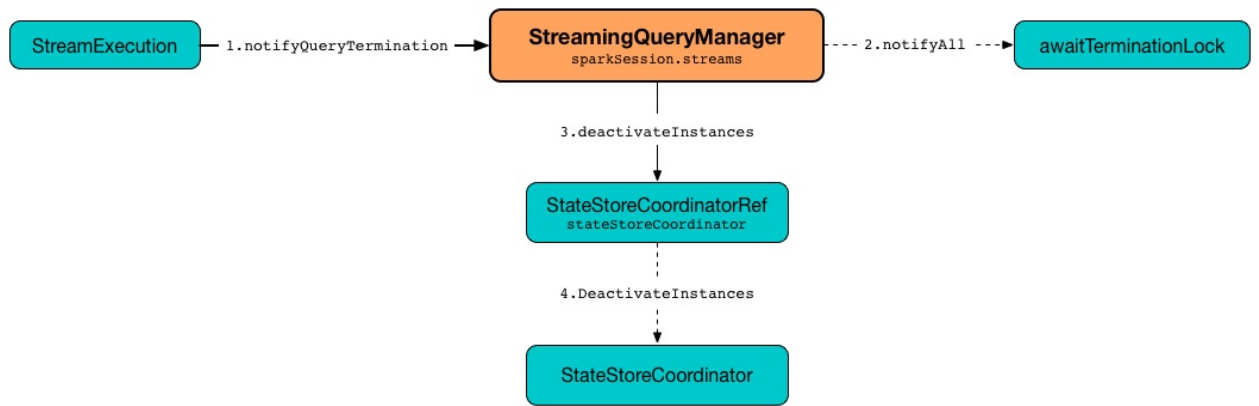 StreamExecution
1.notifyQueryTermination
StreamingQueryManager
sparkSession.streams
2.notifyAll
awaitTerminationLock
3.deactivateInstances
StateStoreCoordinatorRef
stateStoreCoordinator
4.DeactivateInstances
StateStoreCoordinator